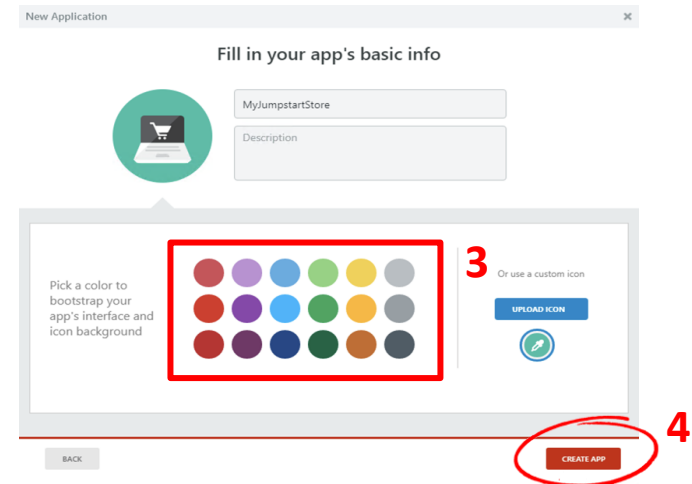 New Application
Fill in your app's basic info
MyJumpstartStore
Description
Pick a color to
bootstrap your
app's interface and
icon background
3
Or use a custom icon
UPLOAD ICON
4
BACK
CREATE APP